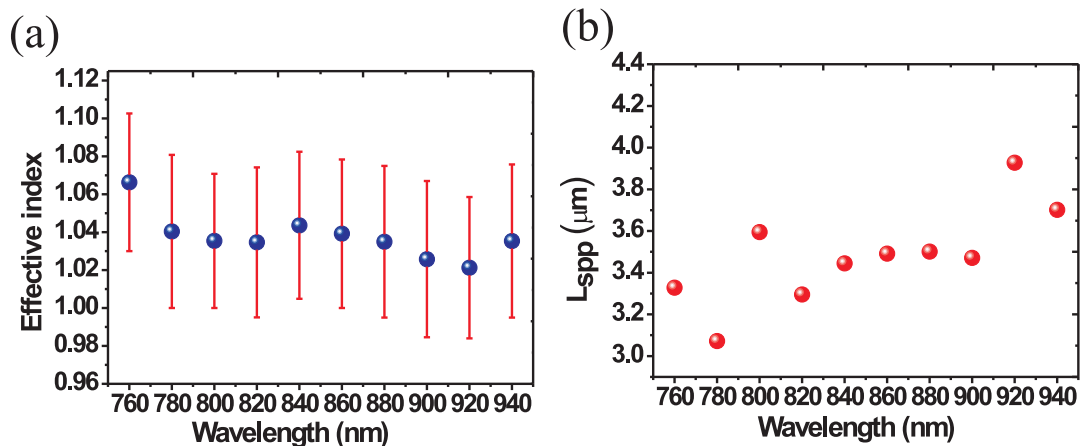 (a)
1.12
1.10
1.08
1.06
1.04
1.02
1.00
0.98
0.96
Effective index
760 780 800 820 840 860 880 900 920 940
Wavelength (nm)
(b)
4.4
4.2
4.0
3.8
3.6
3.4
3.2
3.0
Lspp (μm)
760 780 800 820 840 860 880 900 920 940
Wavelength (nm)